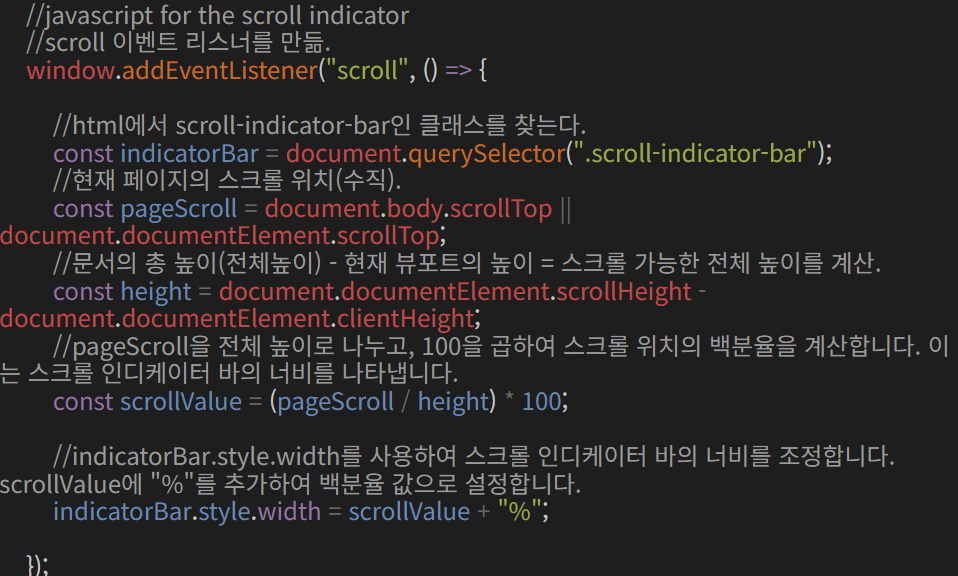 //javascript for the scroll indicator
//scroll 이벤트 리스너를 만듦.
window.addEventListener("scroll", () => {
//html에서 scroll-indicator-bar인 클래스를 찾는다.
const indicatorBar = document.querySelector(".scroll-indicator-bar");
//현재 페이지의 스크롤 위치(수직).
const pageScroll = document.body.scrollTop ||
document.documentElement.scrollTop;
//문서의 총 높이(전체높이) - 현재 뷰포트의 높이 = 스크롤 가능한 전체 높이를 계산.
const height = document.documentElement.scrollHeight -
document.documentElement.clientHeight;
//pageScroll을 전체 높이로 나누고, 100을 곱하여 스크롤 위치의 백분율을 계산합니다. 이
는 스크롤 인디케이터 바의 너비를 나타냅니다.
const scrollValue = (pageScroll / height) * 100;
//indicatorBar.style.width를 사용하여 스크롤 인디케이터 바의 너비를 조정합니다.
scrollValue에 "%"를 추가하여 백분율 값으로 설정합니다.
indicatorBar.style.width = scrollValue + "%";
});